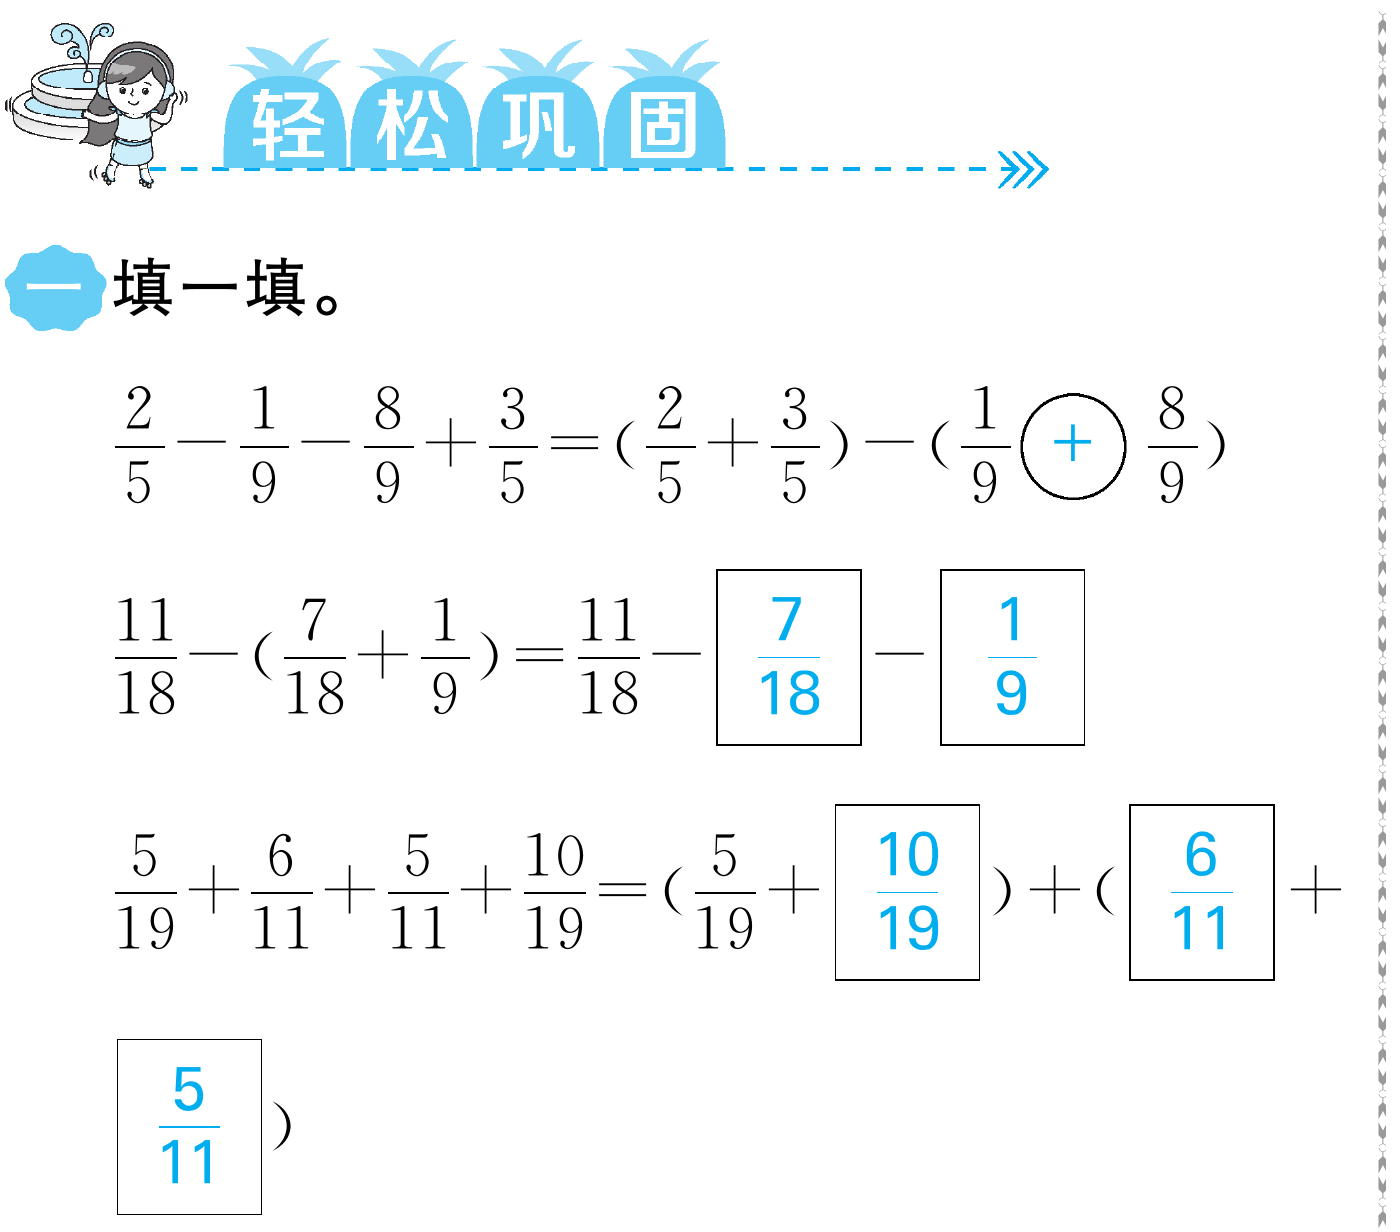 轻松巩固
一 填一填。
2/5 − 1/9 − 8/9 + 3/5 = (2/5 + 3/5) − (1/9 + 8/9)
11/18 − (7/18 + 1/9) = 11/18 − 7/18 − 1/9
5/19 + 6/11 + 5/11 + 10/19 = (5/19 + 10/19) + (6/11 +
5/11)